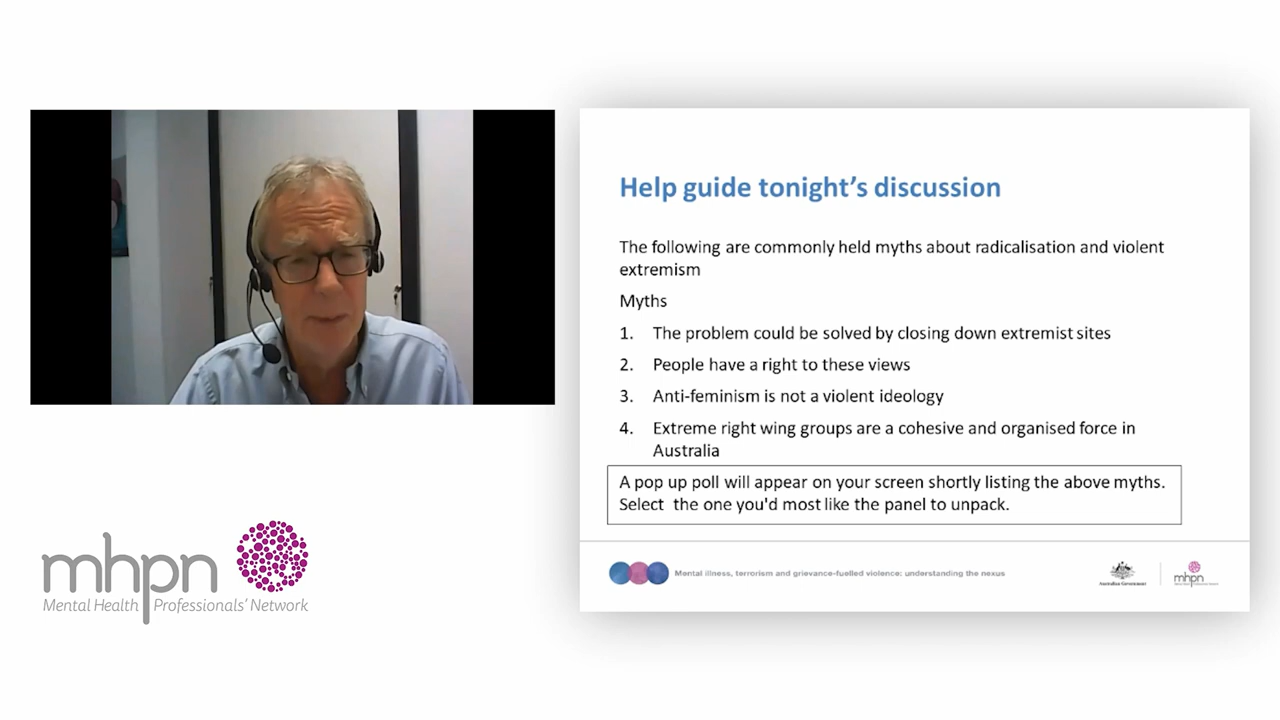 Help guide tonight's discussion
The following are commonly held myths about radicalisation and violent
extremism
Myths
1. The problem could be solved by closing down extremist sites
2. People have a right to these views
3. Anti-feminism is not a violent ideology
4. Extreme right wing groups are a cohesive and organised force in
Australia
A pop up poll will appear on your screen shortly listing the above myths.
Select the one you'd most like the panel to unpack.
Mental illness, terrorism and grievance-fuelled violence: understanding the nexus
Australian Government
mhpn
mhpn
Mental Health Professionals' Network